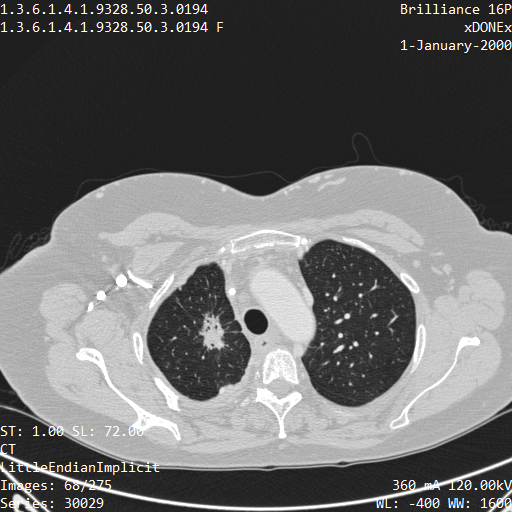 1.3.6.1.4.1.9328.50.3.0194
1.3.6.1.4.1.9328.50.3.0194 F
Brilliance 16P
xDONEx
1-January-2000
ST: 1.00 SL: 72.00
CT
LittleEndianImplicit
Images: 68/275
Series: 30029
360 mA 120.00kV
WL: -400 WW: 1600